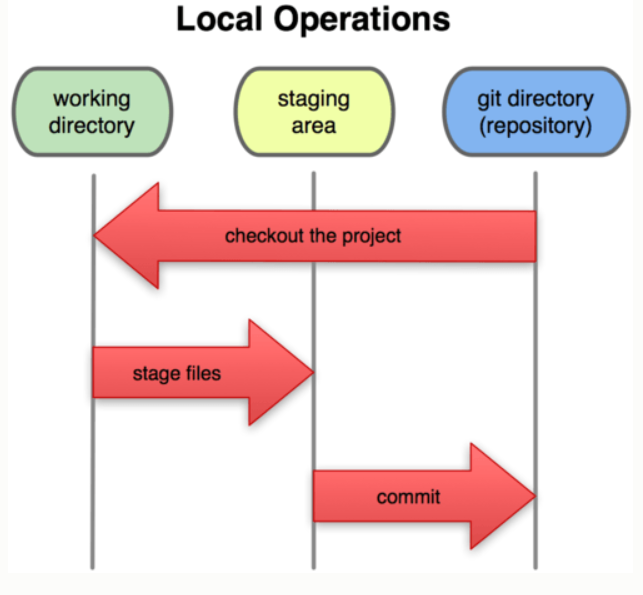 Local Operations
working
directory
staging
area
git directory
(repository)
checkout the project
stage files
commit